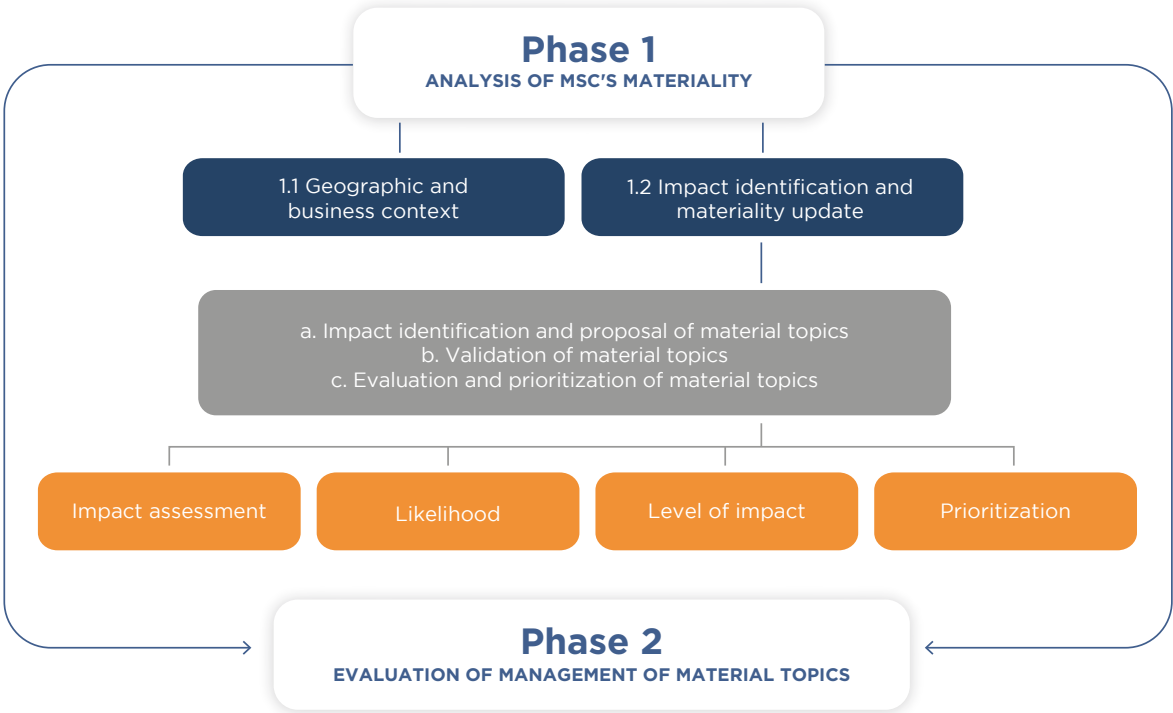 Phase 1
ANALYSIS OF MSC'S MATERIALITY
1.1 Geographic and
business context
1.2 Impact identification and
materiality update
a. Impact identification and proposal of material topics
b. Validation of material topics
c. Evaluation and prioritization of material topics
Impact assessment
Likelihood
Level of impact
Prioritization
Phase 2
EVALUATION OF MANAGEMENT OF MATERIAL TOPICS